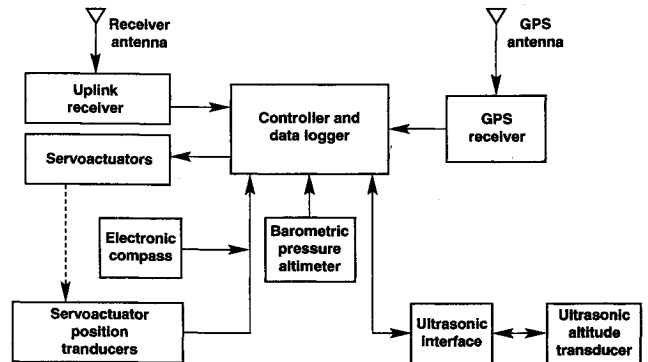 Receiver
antenna
GPS
antenna
Uplink
receiver
Controller and
data logger
GPS
receiver
Servoactuators
Electronic
compass
Barometric
pressure
altimeter
Servoactuator
position
tranducers
Ultrasonic
interface
Ultrasonic
altitude
transducer